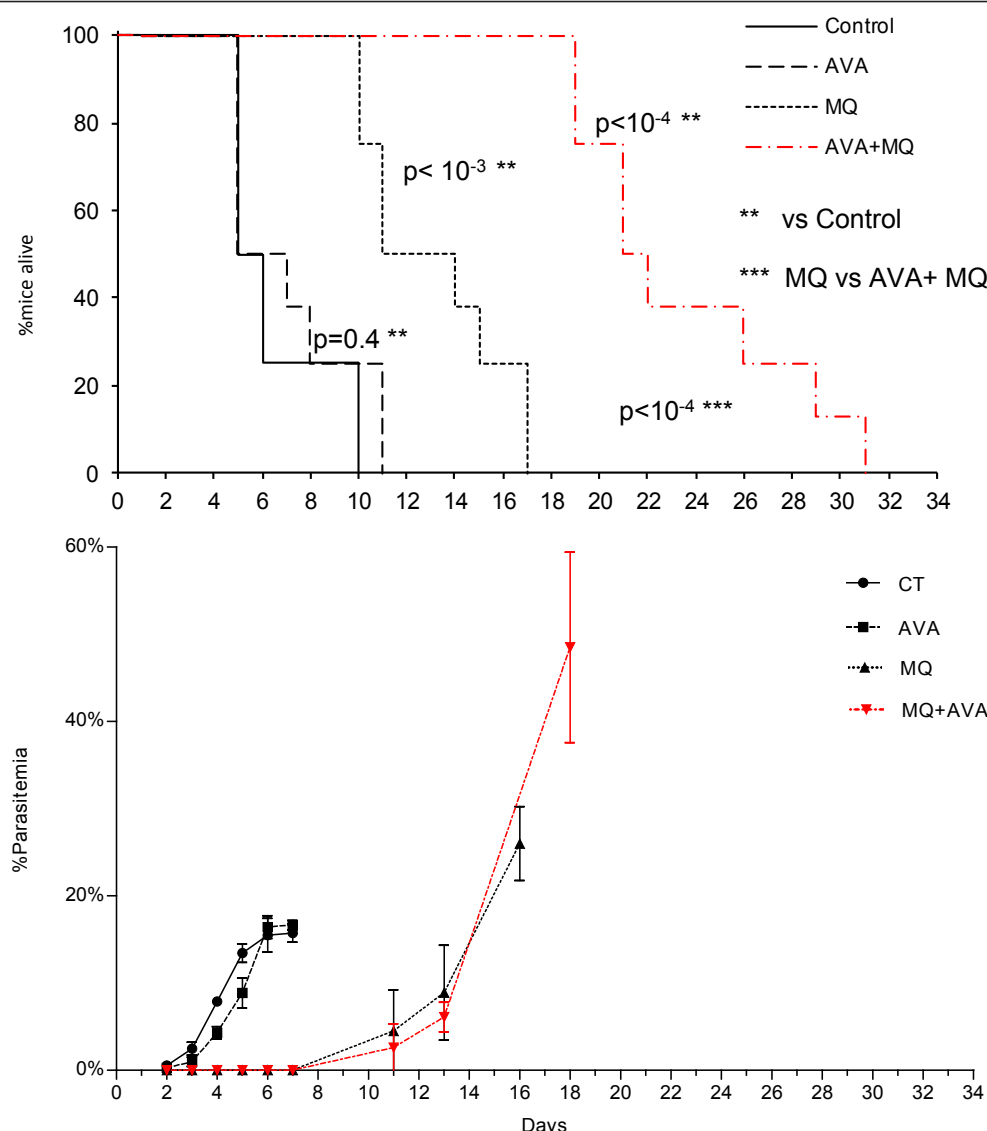 Control
AVA
MQ
AVA+MQ
** vs Control
*** MQ vs AVA+ MQ
p<10-4 **
p< 10-3 **
p=0.4 **
p<10-4 ***
%mice alive
100
80
60
40
20
0
0 2 4 6 8 10 12 14 16 18 20 22 24 26 28 30 32 34
60%
40%
20%
0%
%Parasitemia
CT
AVA
MQ
MQ+AVA
0 2 4 6 8 10 12 14 16 18 20 22 24 26 28 30 32 34
Days